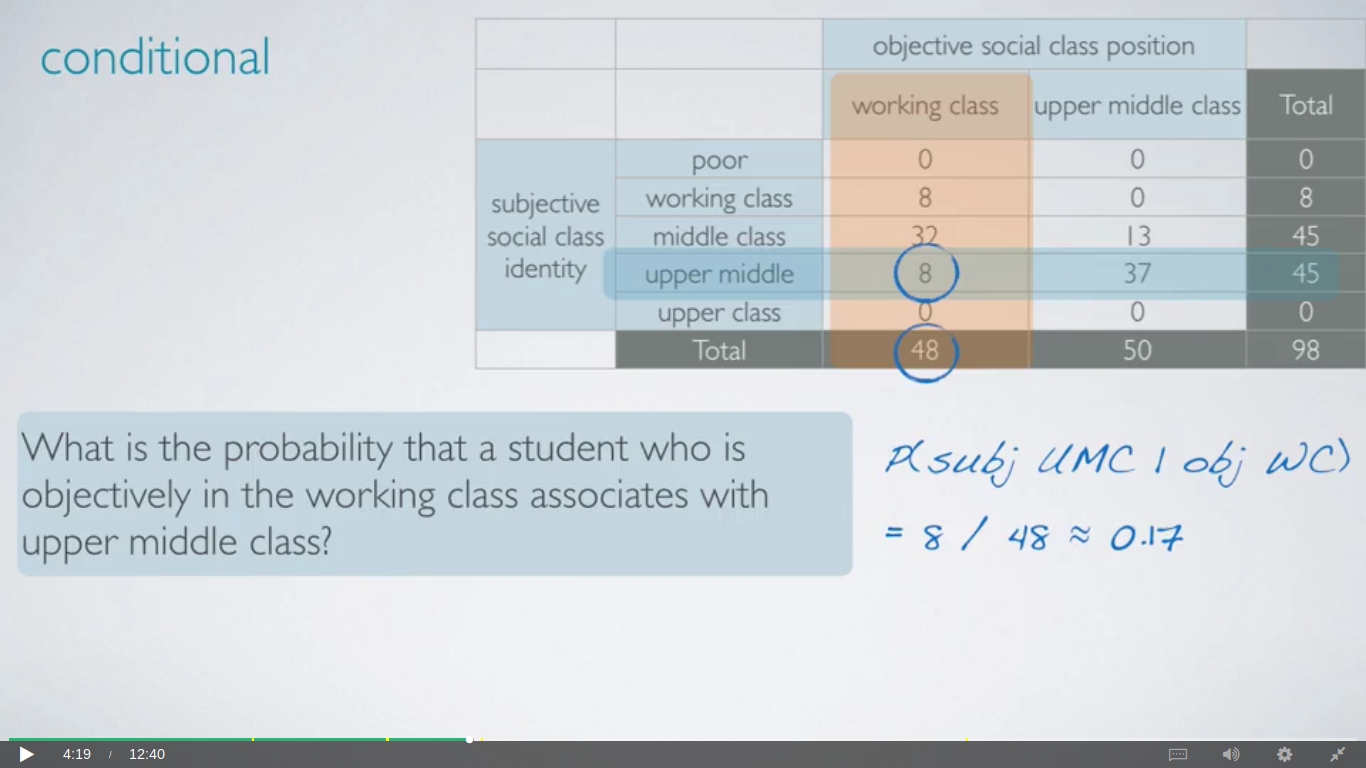 conditional
objective social class position
working class upper middle class Total
poor 0 0 0
working class 8 0 8
subjective social class identity
middle class 32 13 45
upper middle 8 37 45
upper class 0 0 0
Total 48 50 98
What is the probability that a student who is
objectively in the working class associates with
upper middle class?
P(subj UMC | obj WC)
= 8 / 48 ≈ 0.17
4:19 / 12:40